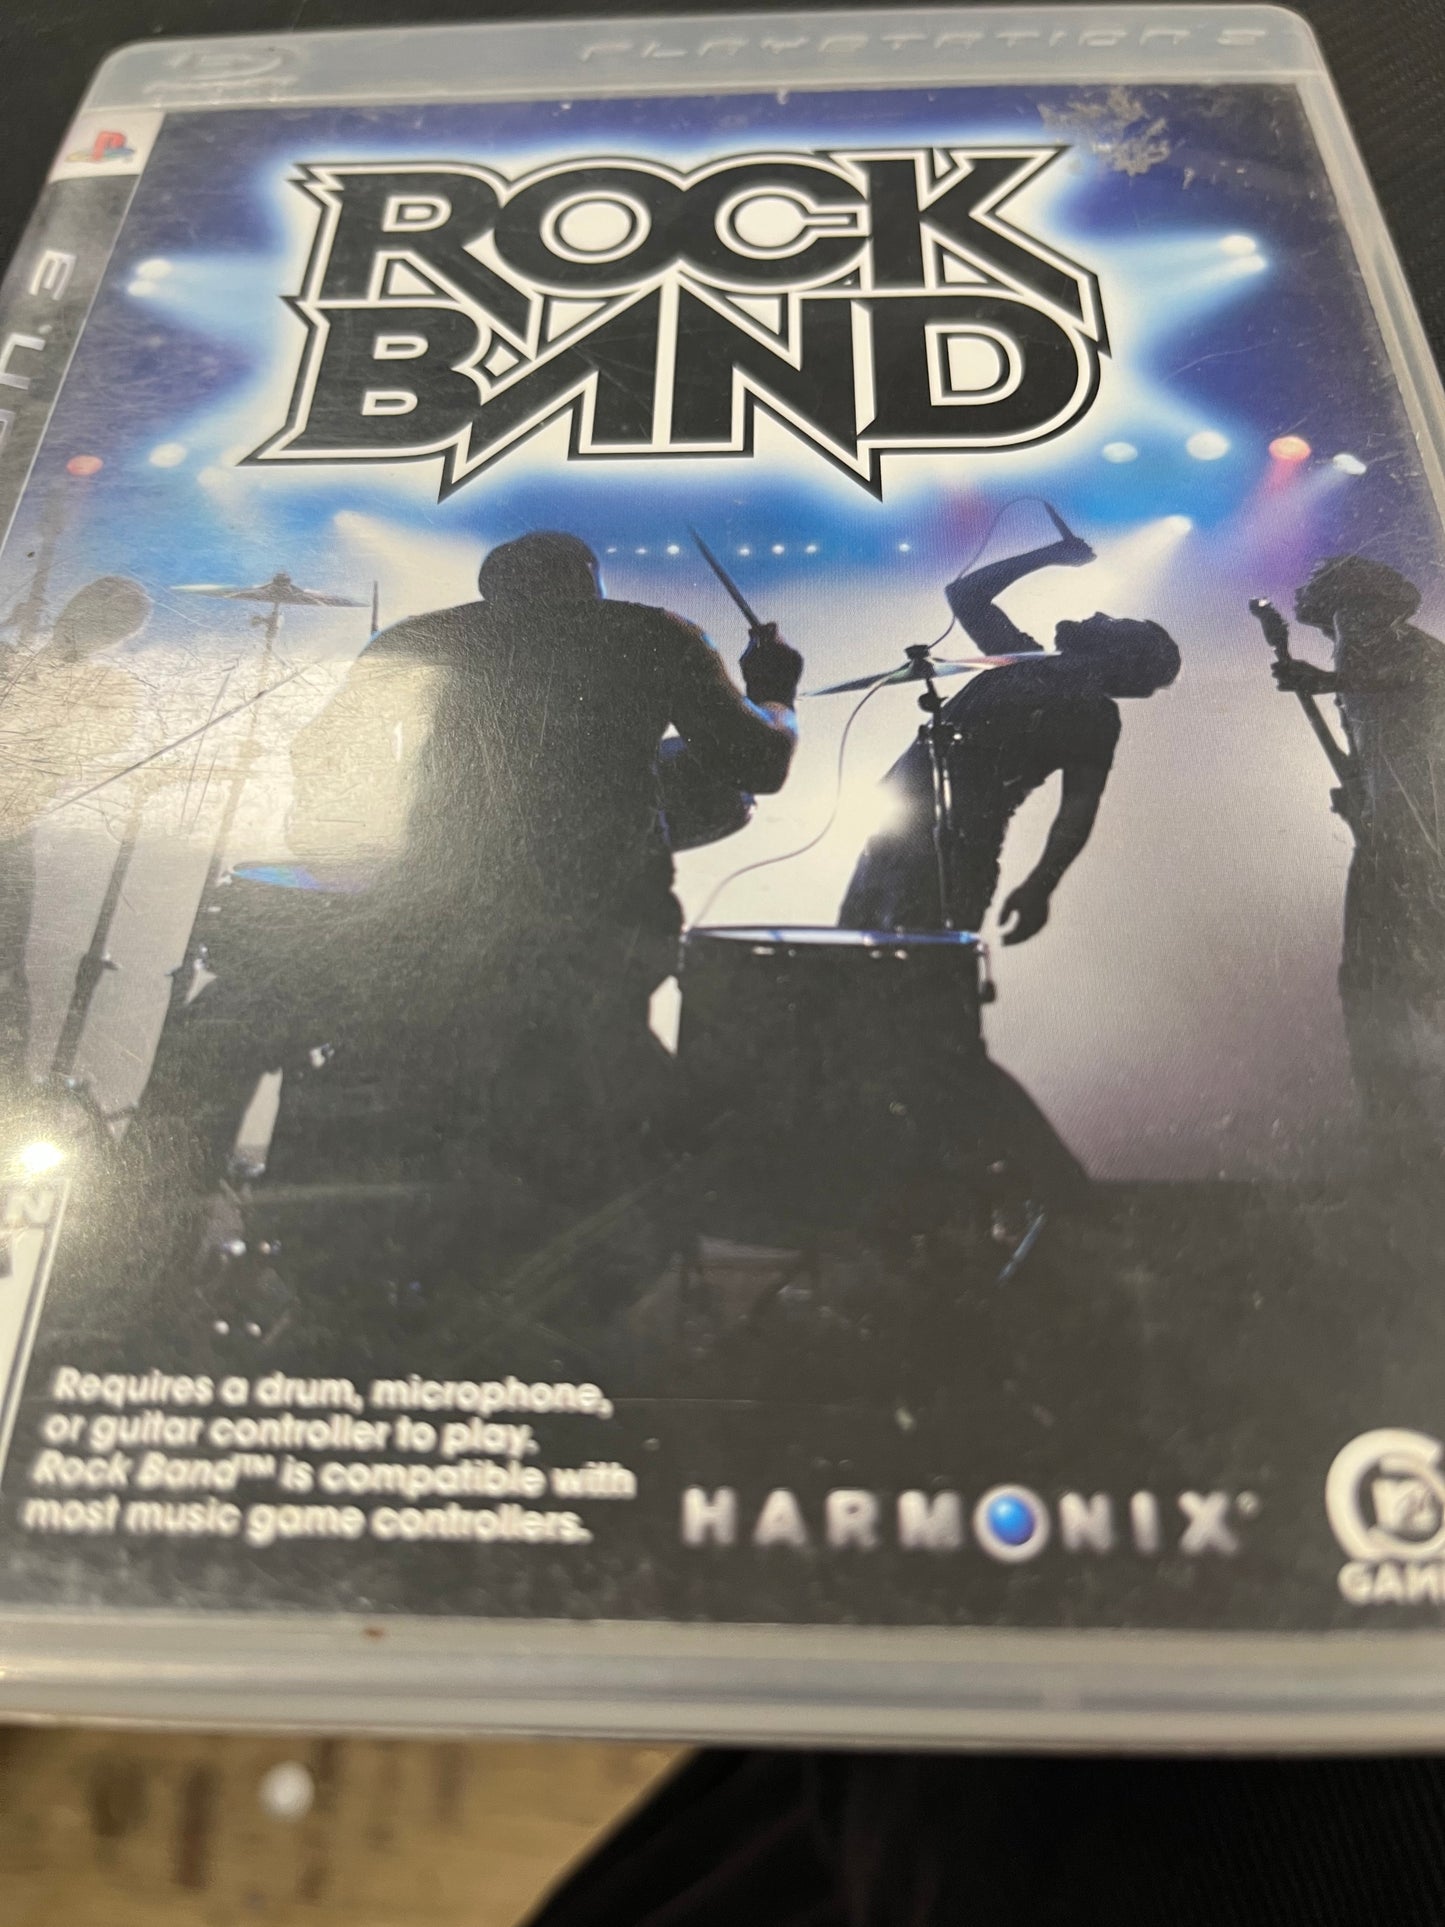 PLAYSTATION 3
ROCK
BAND
Requires a drum, microphone,
or guitar controller to play.
Rock Band™ is compatible with
most music game controllers.
HARMONIX®